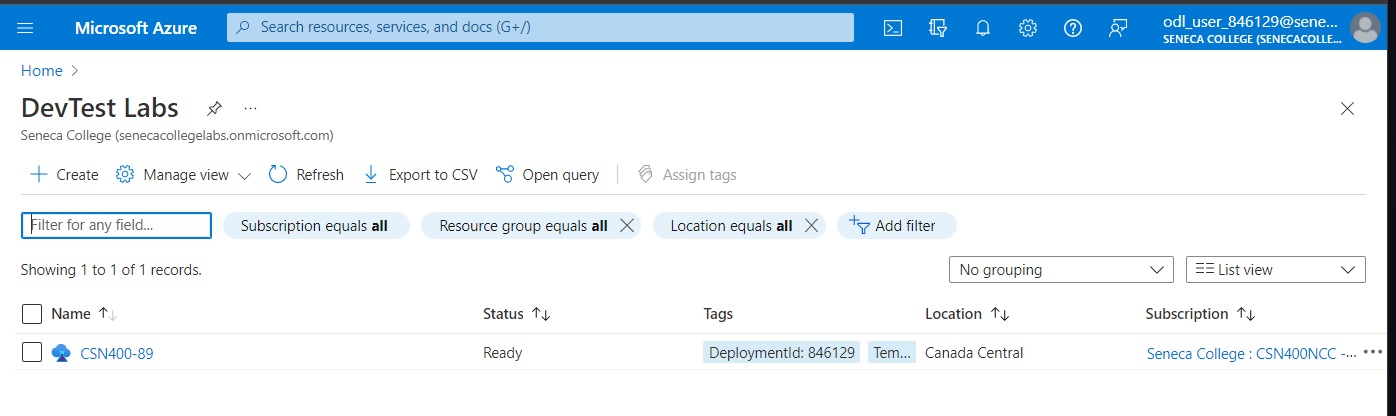 Microsoft Azure
Search resources, services, and docs (G+/)
odl_user_846129@sene...
SENECA COLLEGE (SENECACOLLE...
Home
DevTest Labs
...
Seneca College (senecacollegelabs.onmicrosoft.com)
Create Manage view Refresh Export to CSV Open query Assign tags
Filter for any field... Subscription equals all Resource group equals all Location equals all Add filter
Showing 1 to 1 of 1 records.
No grouping List view
Name Status Tags Location Subscription
CSN400-89 Ready DeploymentId: 846129 Tem... Canada Central Seneca College : CSN400NCC -... ...